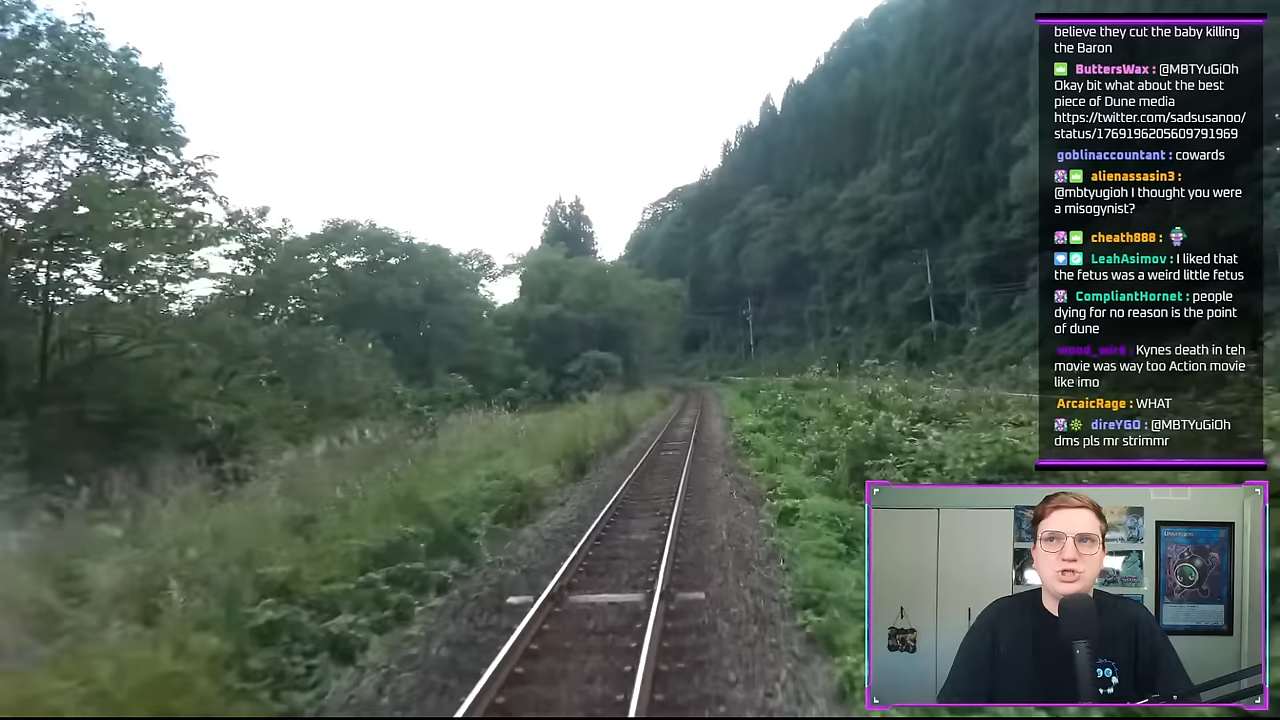 believe they cut the baby killing
the Baron
ButtersWax : @MBTYuGiOh
Okay bit what about the best
piece of Dune media
https://twitter.com/sadsusanoo/
status/1769196205609791969
goblinaccountant : cowards
alienassasin3 :
@mbtyugioh I thought you were
a misogynist?
cheath888 :
LeahAsimov : I liked that
the fetus was a weird little fetus
CompliantHornet : people
dying for no reason is the point
of dune
: Kynes death in teh
movie was way too Action movie
like imo
ArcaicRage : WHAT
direYGO : @MBTYuGiOh
dms pls mr strimmr